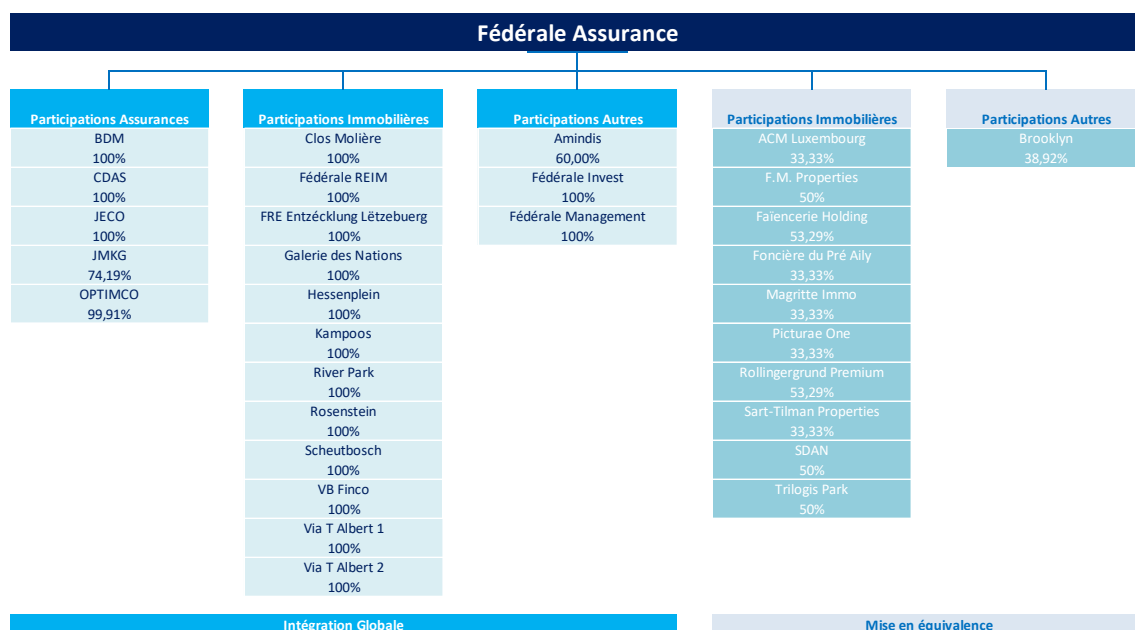 Fédérale Assurance
Participations Assurances
BDM
100%
CDAS
100%
JECO
100%
JMKG
74,19%
OPTIMCO
99,91%
Participations Immobilières
Clos Molière
100%
Fédérale REIM
100%
FRE Entzécklung Lëtzebuerg
100%
Galerie des Nations
100%
Hessenplein
100%
Kampoos
100%
River Park
100%
Rosenstein
100%
Scheutbosch
100%
VB Finco
100%
Via T Albert 1
100%
Via T Albert 2
100%
Participations Autres
Amindis
60,00%
Fédérale Invest
100%
Fédérale Management
100%
Participations Immobilières
ACM Luxembourg
33,33%
F.M. Properties
50%
Faïencerie Holding
53,29%
Foncière du Pré Aily
33,33%
Magritte Immo
33,33%
Picturae One
33,33%
Rollingergrund Premium
53,29%
Sart-Tilman Properties
33,33%
SDAN
50%
Trilogis Park
50%
Participations Autres
Brooklyn
38,92%
Intégration Globale
Mise en équivalence